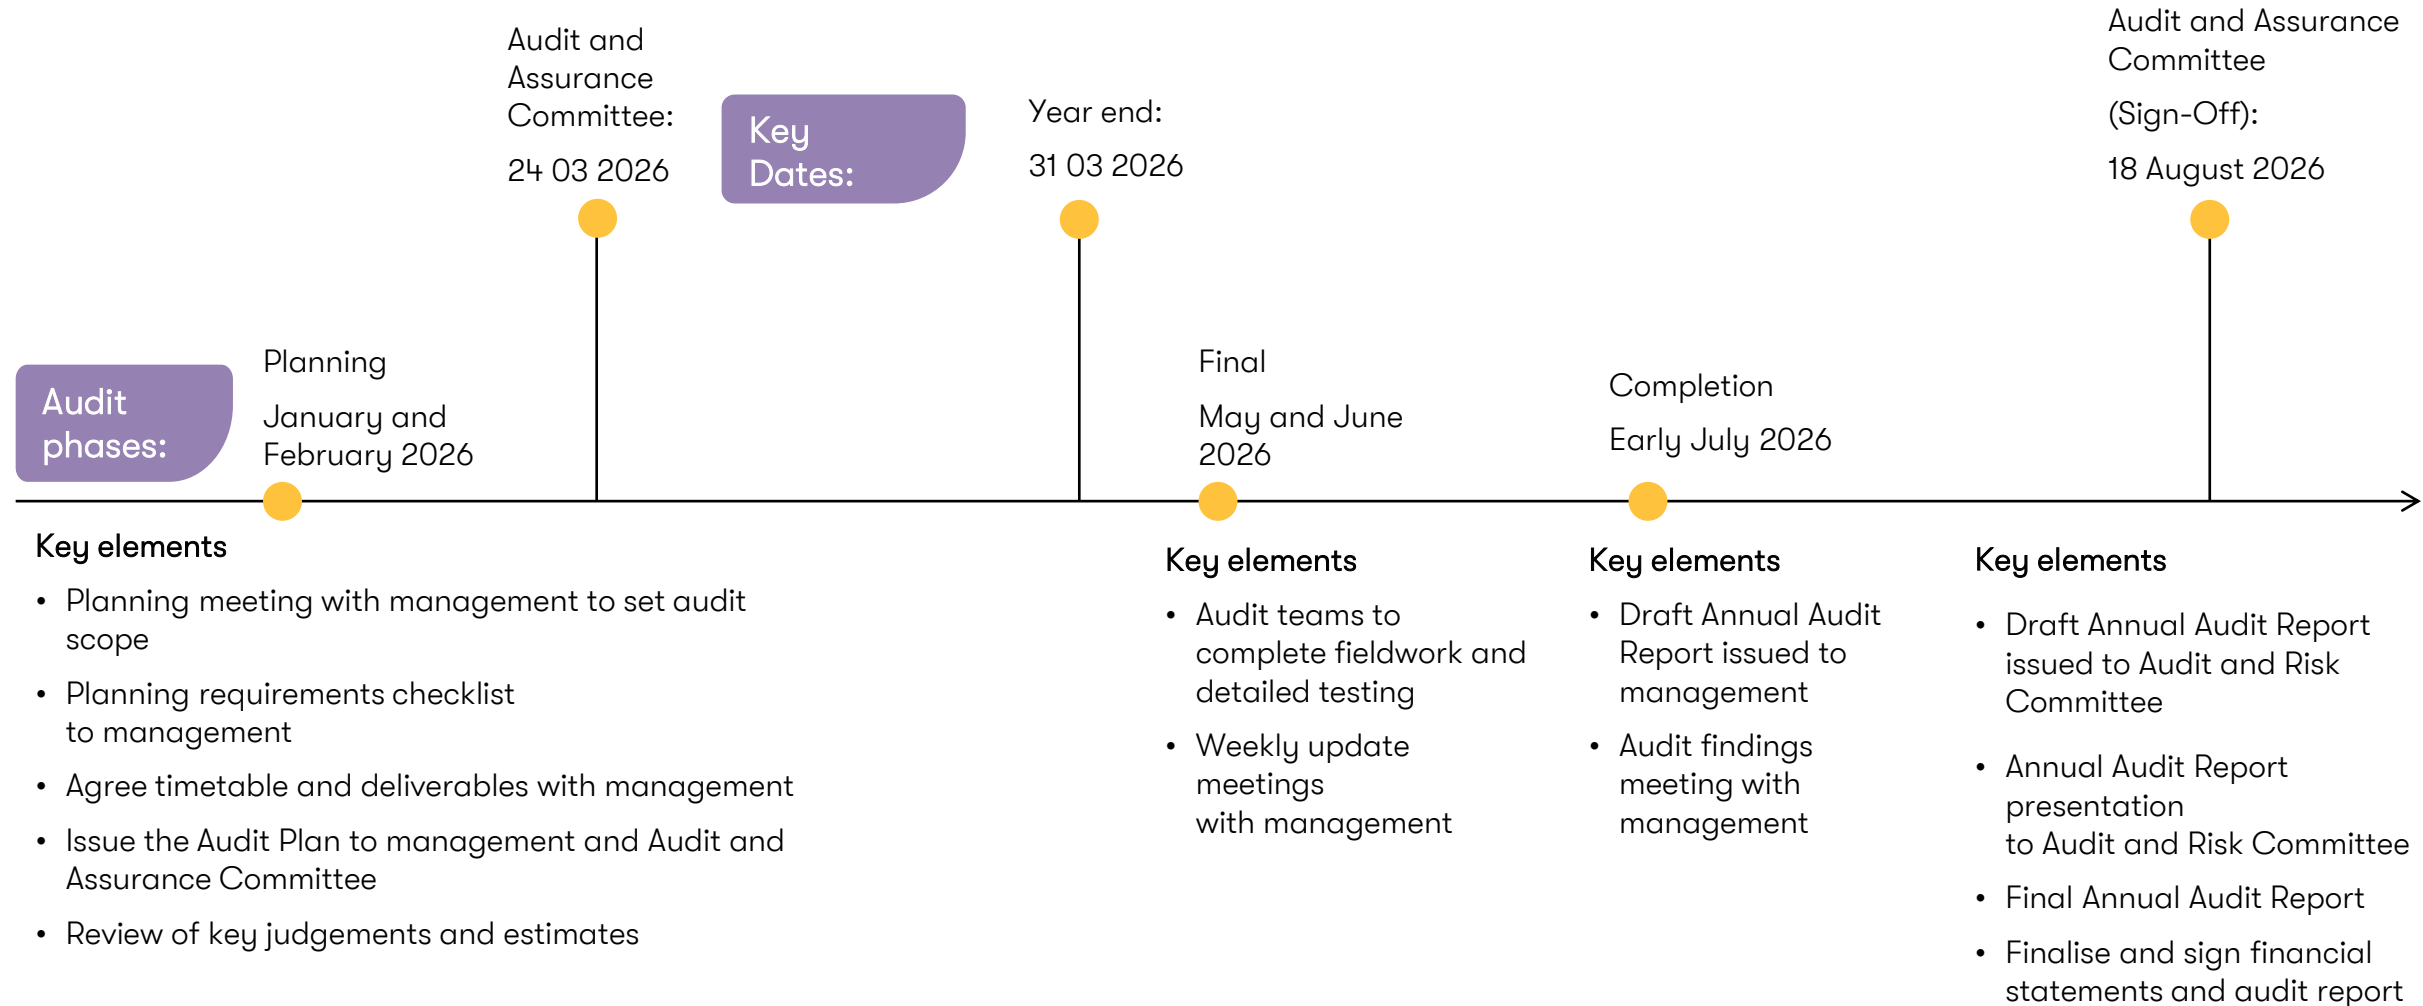 Audit and
Assurance
Committee:
24 03 2026
Key
Dates:
Year end:
31 03 2026
Audit and Assurance
Committee
(Sign-Off):
18 August 2026
Audit
phases:
Planning
January and
February 2026
Final
May and June
2026
Completion
Early July 2026
Key elements
• Planning meeting with management to set audit
scope
• Planning requirements checklist
to management
• Agree timetable and deliverables with management
• Issue the Audit Plan to management and Audit and
Assurance Committee
• Review of key judgements and estimates
Key elements
• Audit teams to
complete fieldwork and
detailed testing
• Weekly update
meetings
with management
Key elements
• Draft Annual Audit
Report issued to
management
• Audit findings
meeting with
management
Key elements
• Draft Annual Audit Report
issued to Audit and Risk
Committee
• Annual Audit Report
presentation
to Audit and Risk Committee
• Final Annual Audit Report
• Finalise and sign financial
statements and audit report